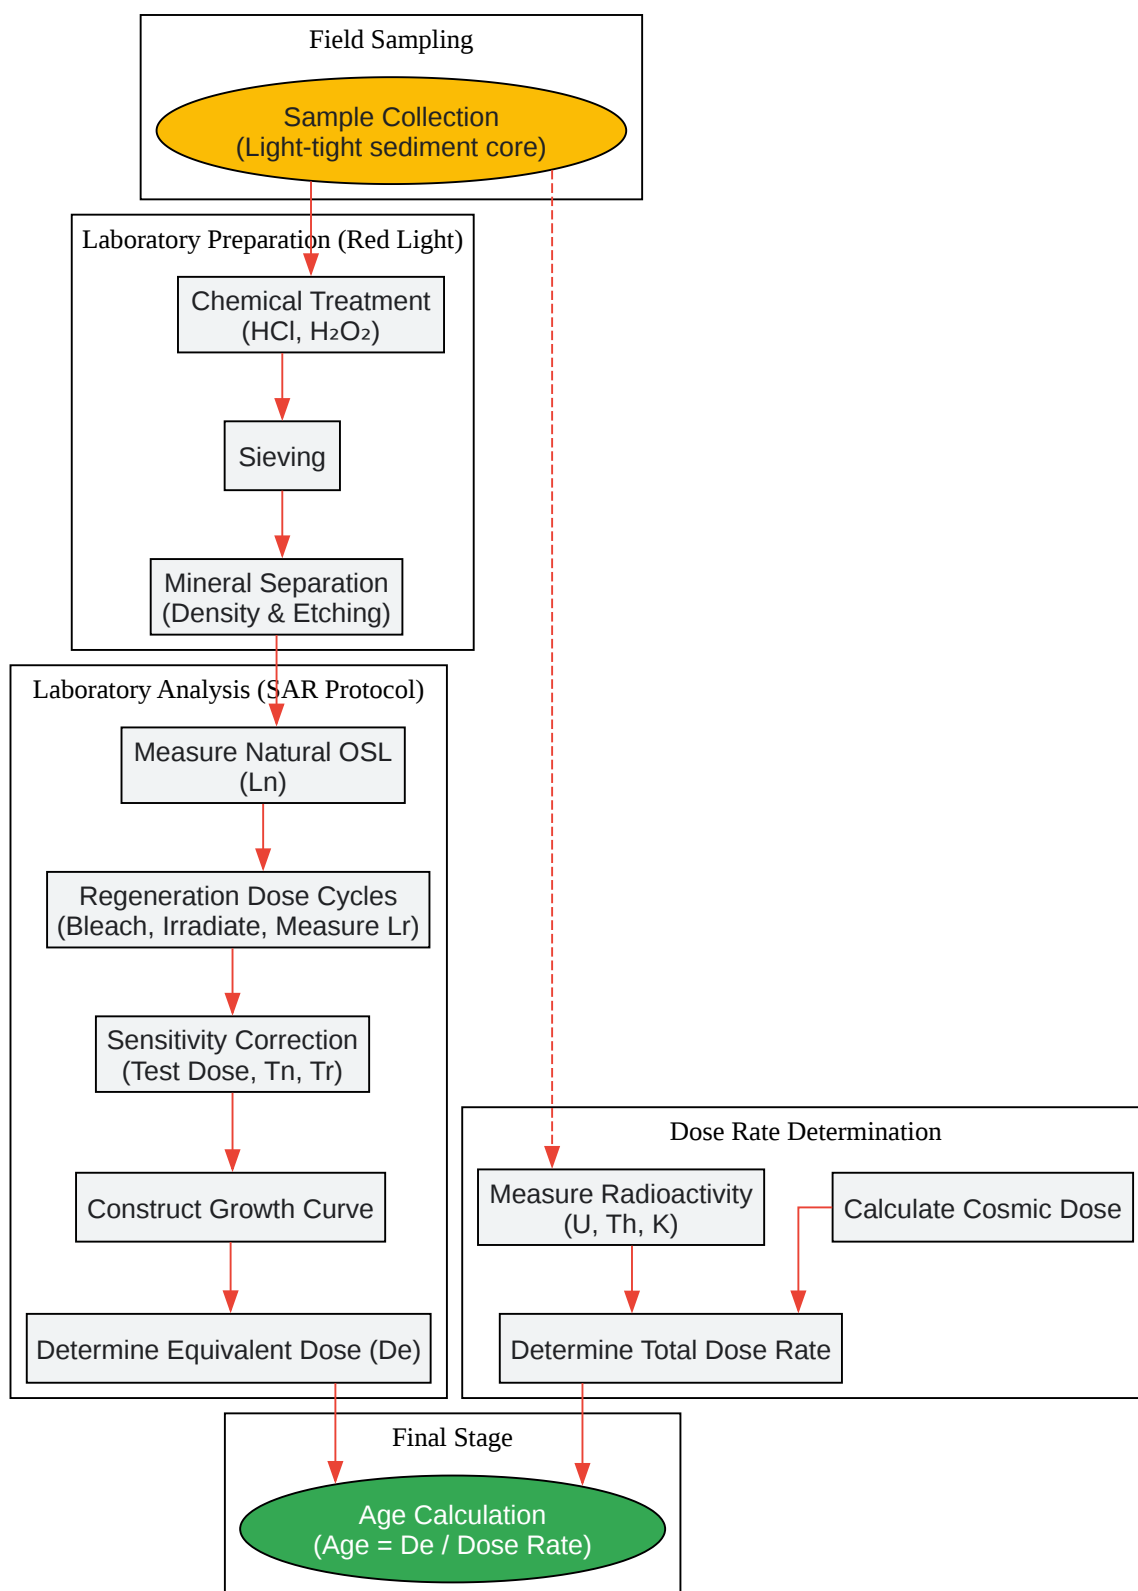 Field Sampling
Sample Collection
(Light-tight sediment core)
Laboratory Preparation (Red Light)
Chemical Treatment
(HCl, H₂O₂)
Sieving
Mineral Separation
(Density & Etching)
Laboratory Analysis (SAR Protocol)
Measure Natural OSL
(Ln)
Regeneration Dose Cycles
(Bleach, Irradiate, Measure Lr)
Sensitivity Correction
(Test Dose, Tn, Tr)
Construct Growth Curve
Determine Equivalent Dose (De)
Dose Rate Determination
Measure Radioactivity
(U, Th, K)
Calculate Cosmic Dose
Determine Total Dose Rate
Final Stage
Age Calculation
(Age = De / Dose Rate)